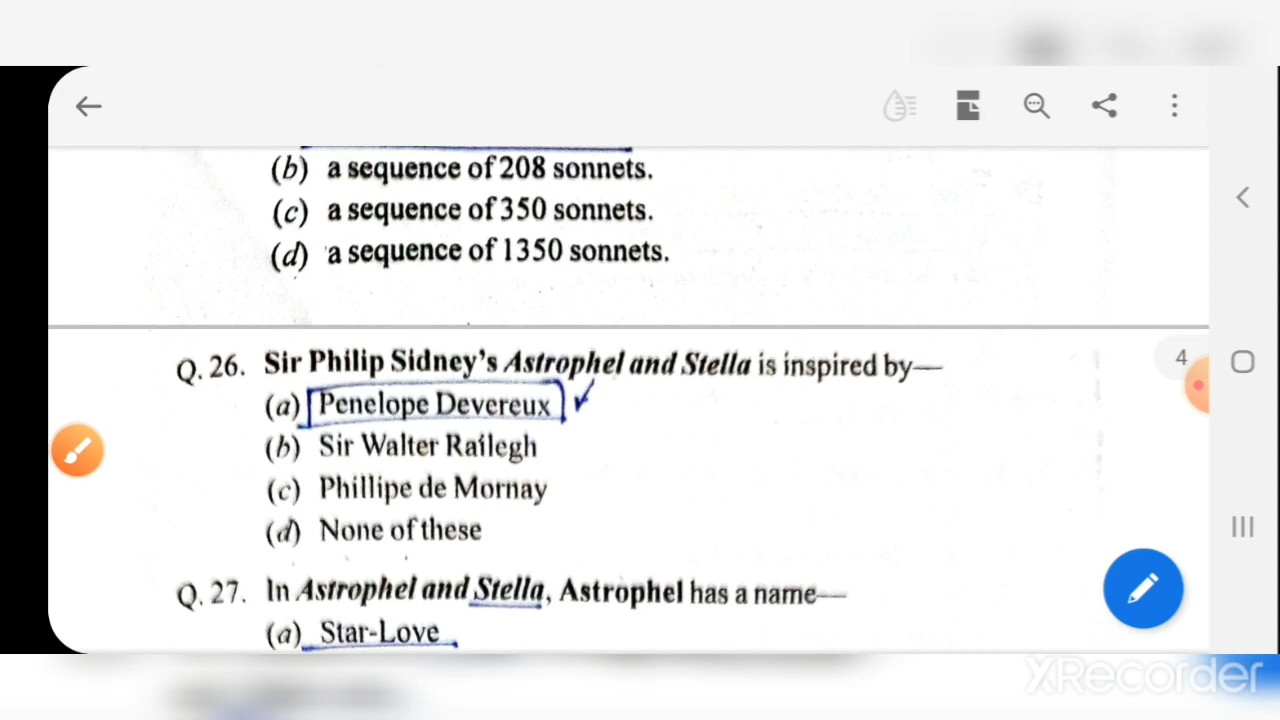 (b) a sequence of 208 sonnets.
(c) a sequence of 350 sonnets.
(d) a sequence of 1350 sonnets.
Q. 26. Sir Philip Sidney's Astrophel and Stella is inspired by—
4
(a) Penelope Devereux
(b) Sir Walter Railegh
(c) Phillipe de Mornay
(d) None of these
Q. 27. In Astrophel and Stella, Astrophel has a name—
(a) Star-Love
XRecorder